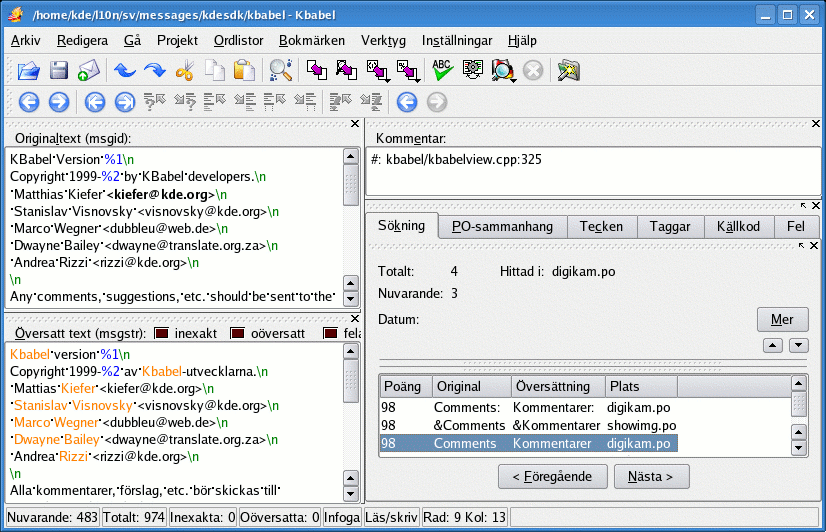 /home/kde/l10n/sv/messages/kdesdk/kbabel - Kbabel
Arkiv Redigera Gå Projekt Ordlistor Bokmärken Verktyg Inställningar Hjälp
ABC
Originaltext (msgid):
KBabel·Version·%1\n
Copyright·1999-%2·by·KBabel·developers.\n
·Matthias·Kiefer·<kiefer@kde.org>\n
·Stanislav·Visnovsky·<visnovsky@kde.org>\n
·Marco·Wegner·<dubbleu@web.de>\n
·Dwayne·Bailey·<dwayne@translate.org.za>\n
·Andrea·Rizzi·<rizzi@kde.org>\n
\n
Any·comments,·suggestions,·etc.·should·be·sent·to·the·
Översatt text (msgstr): inexakt oöversatt fela
Kbabel·version·%1\n
Copyright·1999-%2·av·Kbabel-utvecklarna.\n
·Mattias·Kiefer·<kiefer@kde.org>\n
·Stanislav·Visnovsky·<visnovsky@kde.org>\n
·Marco·Wegner·<dubbleu@web.de>\n
·Dwayne·Bailey·<dwayne@translate.org.za>\n
·Andrea·Rizzi·<rizzi@kde.org>\n
\n
Alla·kommentarer,·förslag,·etc.·bör·skickas·till·
Kommentar:
#: kbabel/kbabelview.cpp:325
Sökning PO-sammanhang Tecken Taggar Källkod Fel
Totalt: 4 Hittad i: digikam.po
Nuvarande: 3
Datum: Mer
Poäng Original Översättning Plats
98 Comments: Kommentarer: digikam.po
98 &Comments &Kommentarer showimg.po
98 Comments Kommentarer digikam.po
< Föregående Nästa >
Nuvarande: 483 Totalt: 974 Inexakta: 0 Oöversatta: 0 Infoga Läs/skriv Rad: 9 Kol: 13